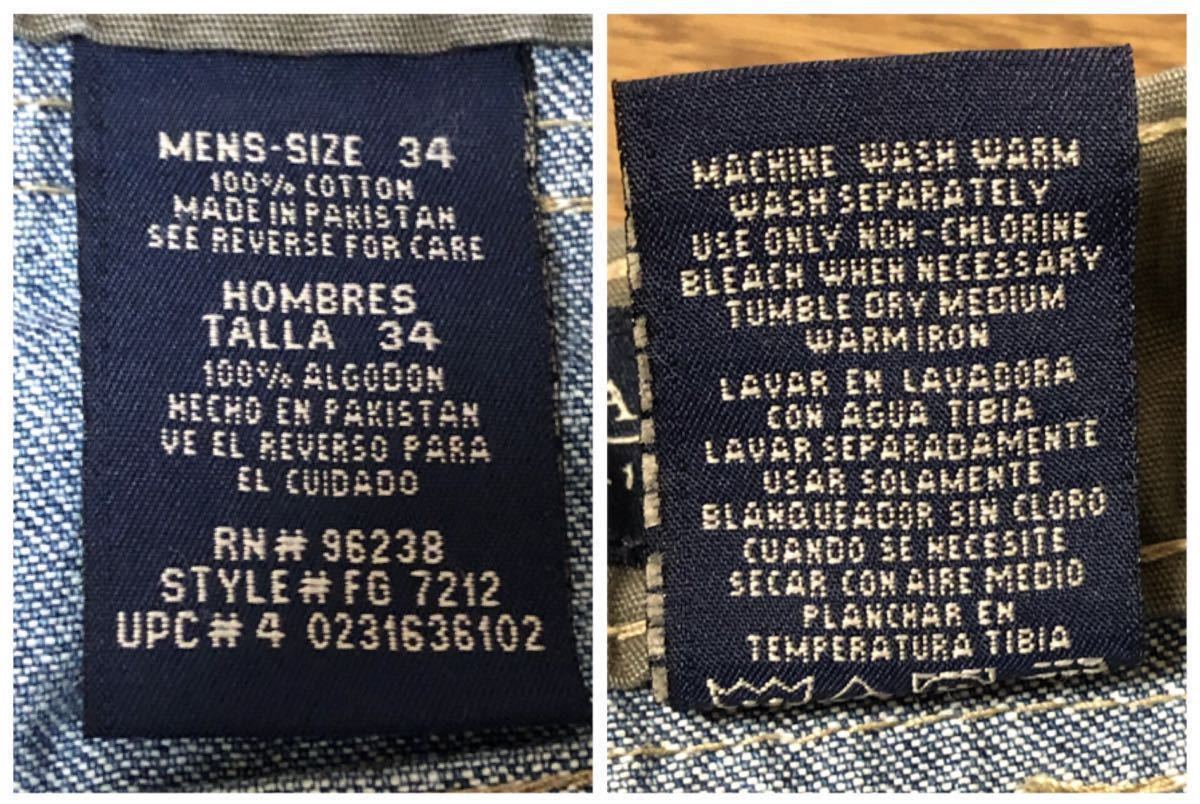 MENS-SIZE 34
100% COTTON
MADE IN PAKISTAN
SEE REVERSE FOR CARE
HOMBRES
TALLA 34
100% ALGODON
HECHO EN PAKISTAN
VE EL REVERSO PARA
EL CUIDADO
RN# 96238
STYLE# FG 7212
UPC# 4 0231636102
MACHINE WASH WARM
WASH SEPARATELY
USE ONLY NON-CHLORINE
BLEACH WHEN NECESSARY
TUMBLE DRY MEDIUM
WARM IRON
LAVAR EN LAVADORA
CON AGUA TIBIA
LAVAR SEPARADAMENTE
USAR SOLAMENTE
BLANQUEADOR SIN CLORO
CUANDO SE NECESITE
SECAR CON AIRE MEDIO
PLANCHAR EN
TEMPERATURA TIBIA
A